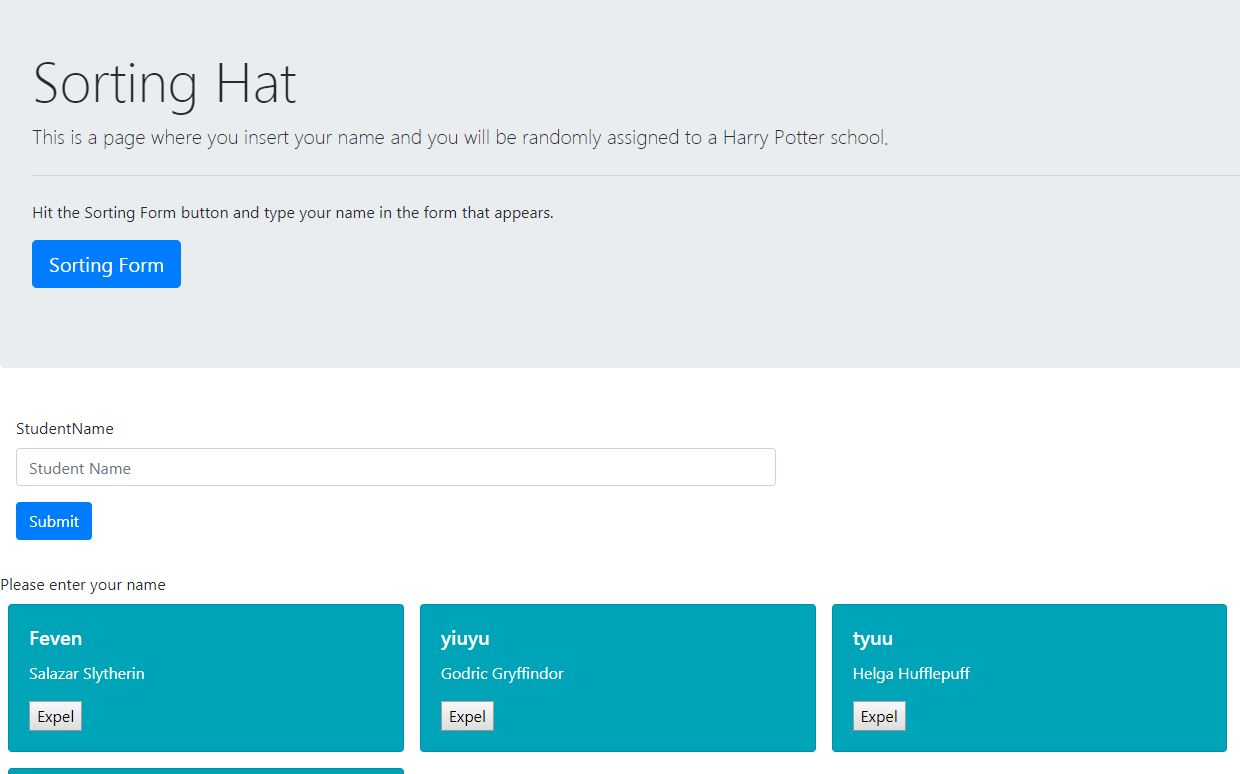 Sorting Hat
This is a page where you insert your name and you will be randomly assigned to a Harry Potter school.
Hit the Sorting Form button and type your name in the form that appears.
Sorting Form
StudentName
Student Name
Submit
Please enter your name
Feven
Salazar Slytherin
Expel
yiuyu
Godric Gryffindor
Expel
tyuu
Helga Hufflepuff
Expel